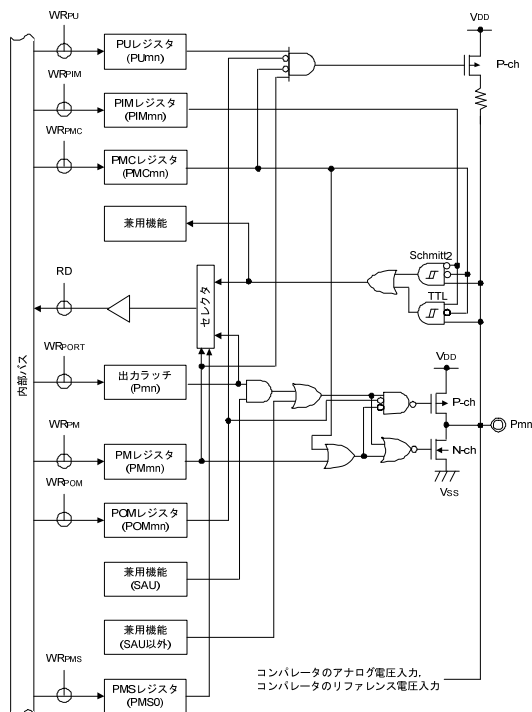 WRPU
PUレジスタ
(PUmn)
VDD
P-ch
WRPIM
PIMレジスタ
(PIMmn)
WRPMC
PMCレジスタ
(PMCmn)
兼用機能
Schmitt2
TTL
RD
セレクタ
内部バス
WRPORT
出力ラッチ
(Pmn)
VDD
P-ch
Pmn
N-ch
VSS
WRPM
PMレジスタ
(PMmn)
WRPOM
POMレジスタ
(POMmn)
兼用機能
(SAU)
兼用機能
(SAU以外)
WRPMS
PMSレジスタ
(PMS0)
コンパレータのアナログ電圧入力,
コンパレータのリファレンス電圧入力